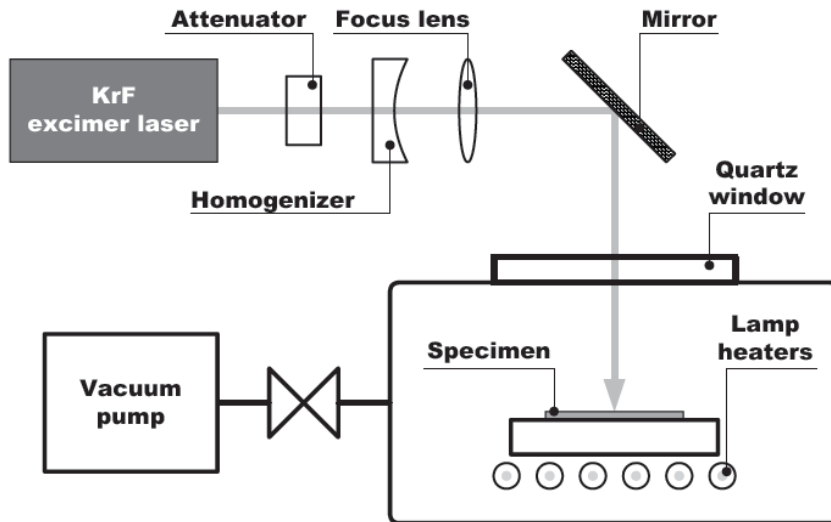 Attenuator
Focus lens
Mirror
KrF
excimer laser
Homogenizer
Quartz
window
Specimen
Lamp
heaters
Vacuum
pump